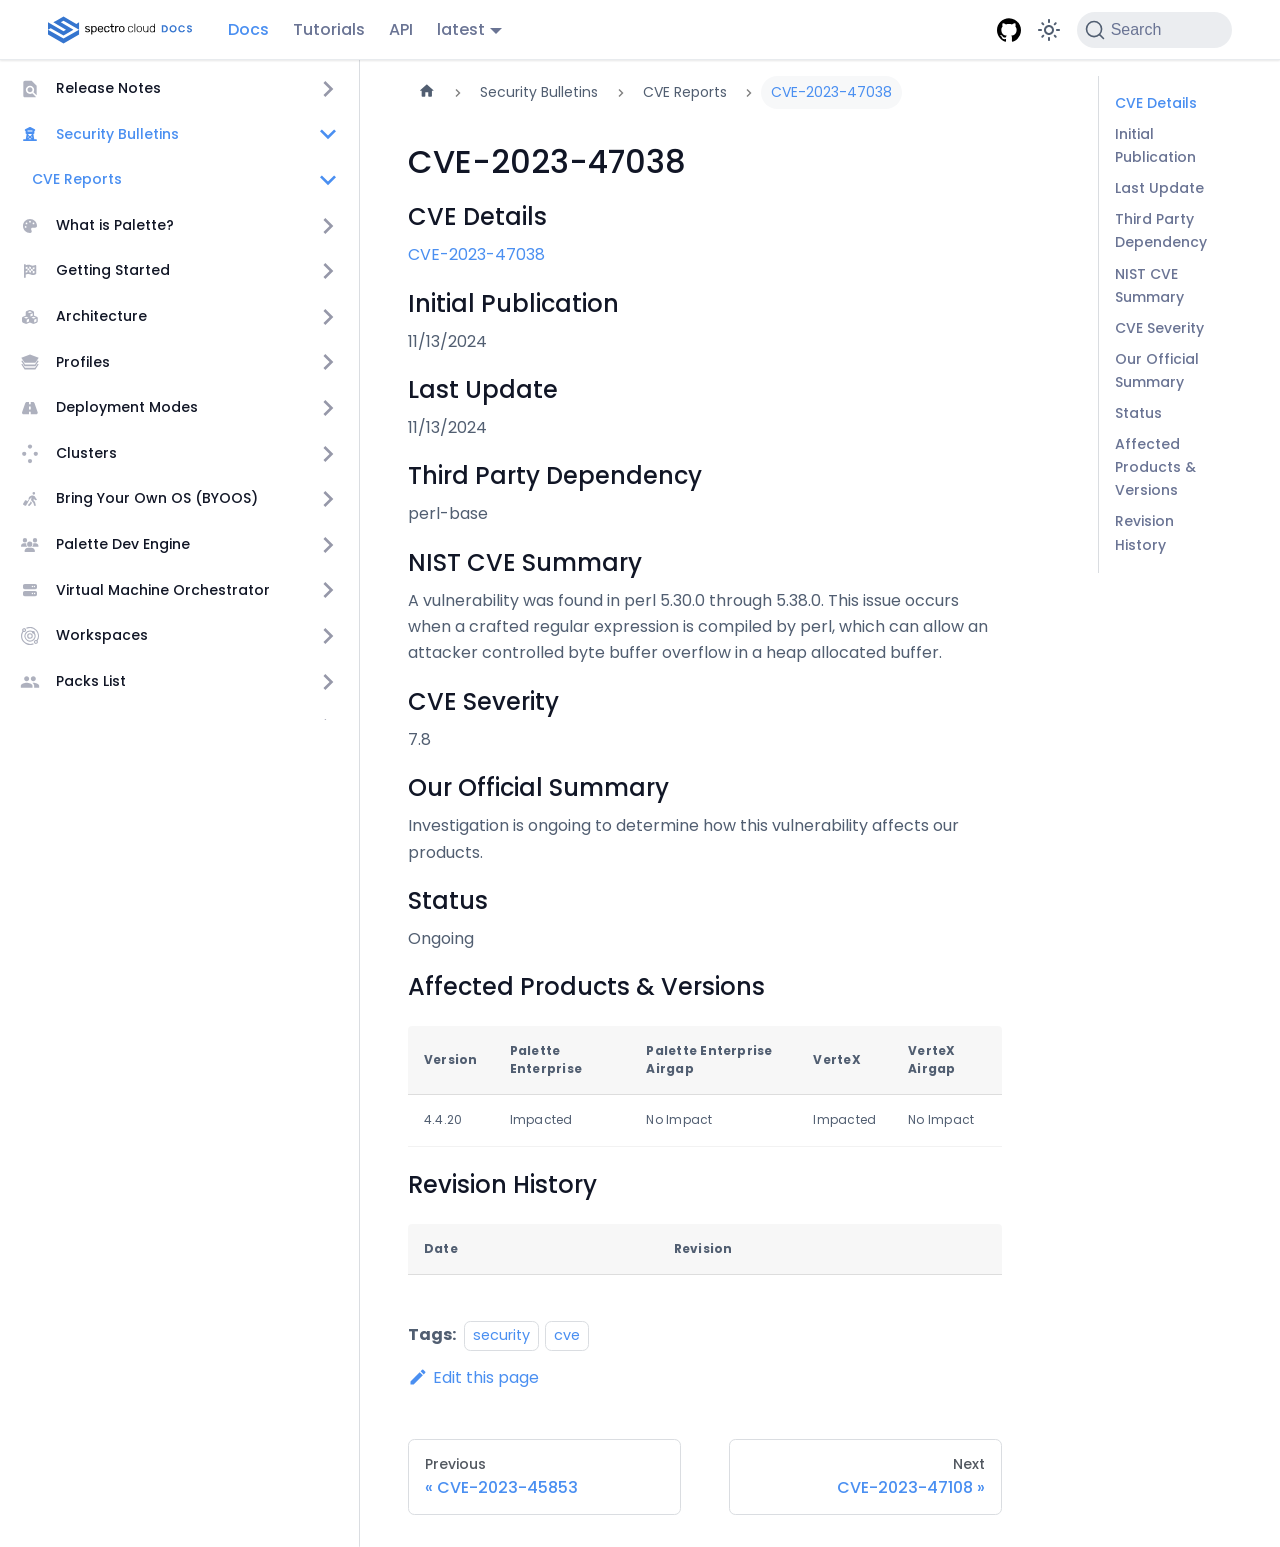 spectro cloud DOCS
Docs
Tutorials
API
latest
Search
Release Notes
Security Bulletins
CVE Reports
What is Palette?
Getting Started
Architecture
Profiles
Deployment Modes
Clusters
Bring Your Own OS (BYOOS)
Palette Dev Engine
Virtual Machine Orchestrator
Workspaces
Packs List
Security Bulletins
CVE Reports
CVE-2023-47038
CVE-2023-47038
CVE Details
CVE-2023-47038
Initial Publication
11/13/2024
Last Update
11/13/2024
Third Party Dependency
perl-base
NIST CVE Summary
A vulnerability was found in perl 5.30.0 through 5.38.0. This issue occurs
when a crafted regular expression is compiled by perl, which can allow an
attacker controlled byte buffer overflow in a heap allocated buffer.
CVE Severity
7.8
Our Official Summary
Investigation is ongoing to determine how this vulnerability affects our
products.
Status
Ongoing
Affected Products & Versions
Version Palette Enterprise Palette Enterprise Airgap VerteX VerteX Airgap
4.4.20 Impacted No Impact Impacted No Impact
Revision History
Date Revision
Tags: security cve
Edit this page
Previous
« CVE-2023-45853
Next
CVE-2023-47108 »
CVE Details
Initial
Publication
Last Update
Third Party
Dependency
NIST CVE
Summary
CVE Severity
Our Official
Summary
Status
Affected
Products &
Versions
Revision
History